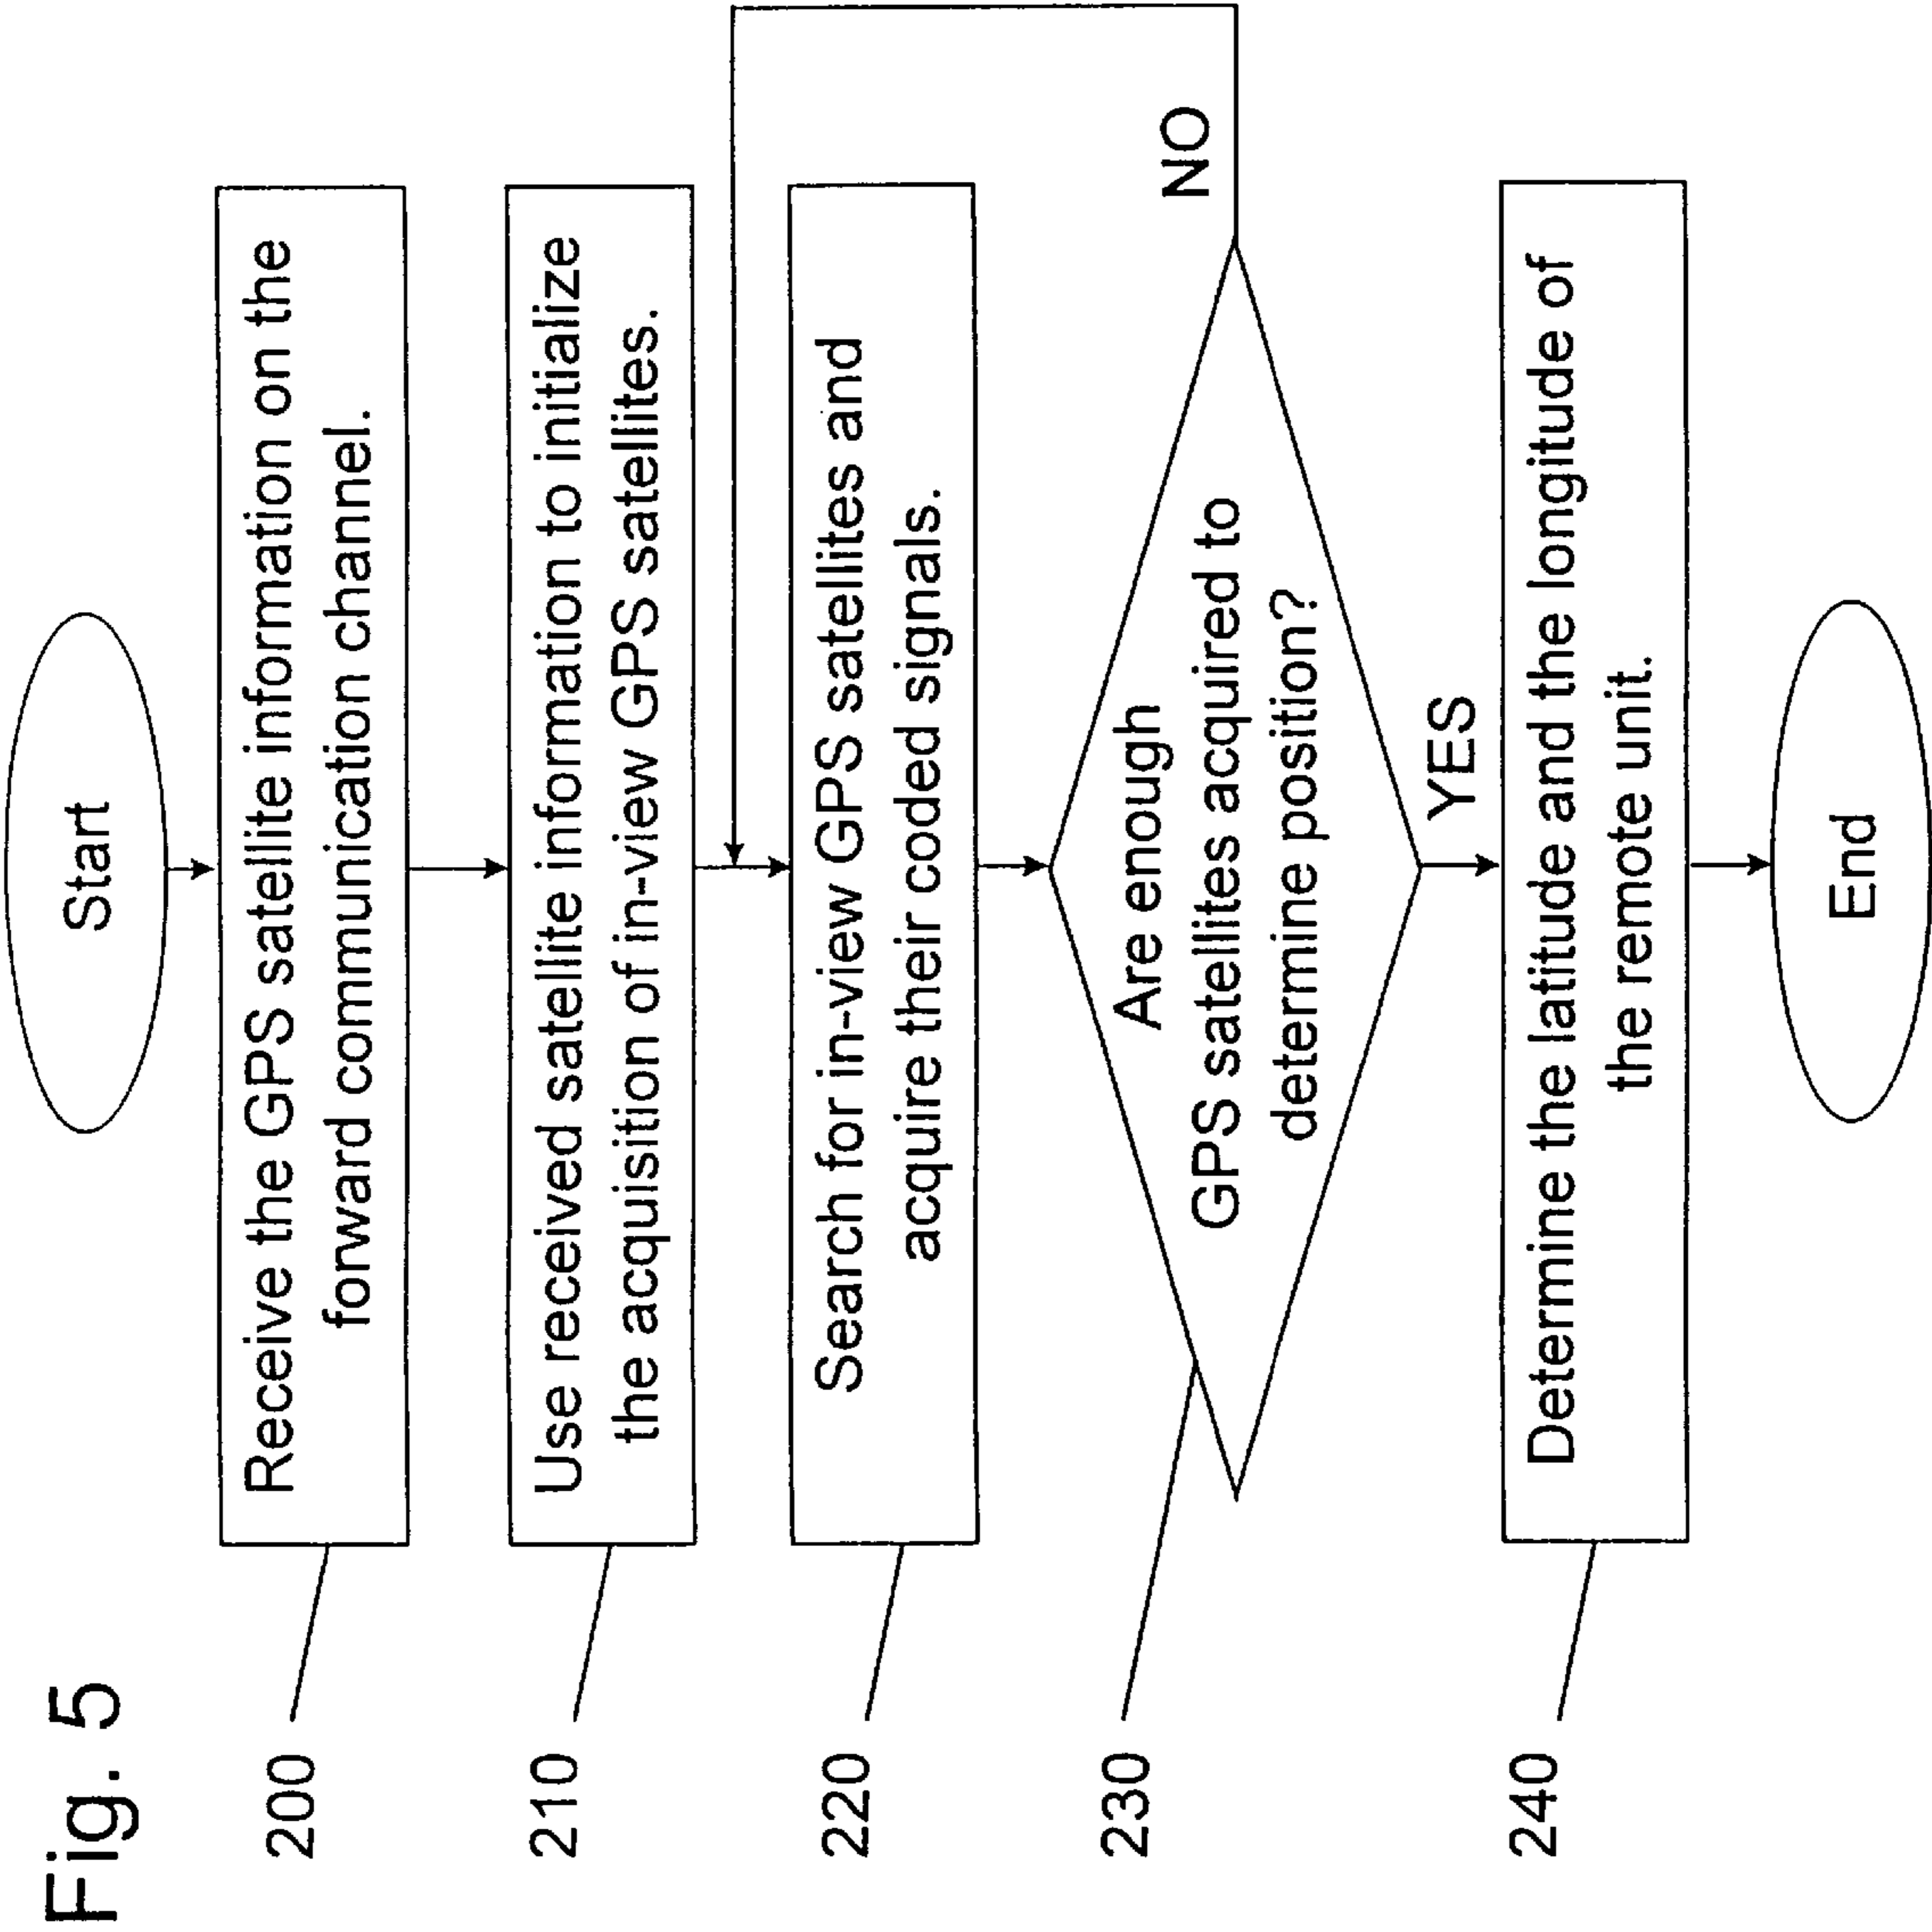 Fig. 5
Start
200
Receive the GPS satellite information on the
forward communication channel.
210
Use received satellite information to initialize
the acquisition of in-view GPS satellites.
220
Search for in-view GPS satellites and
acquire their coded signals.
230
Are enough
GPS satellites acquired to
determine position?
NO
YES
240
Determine the latitude and the longitude of
the remote unit.
End